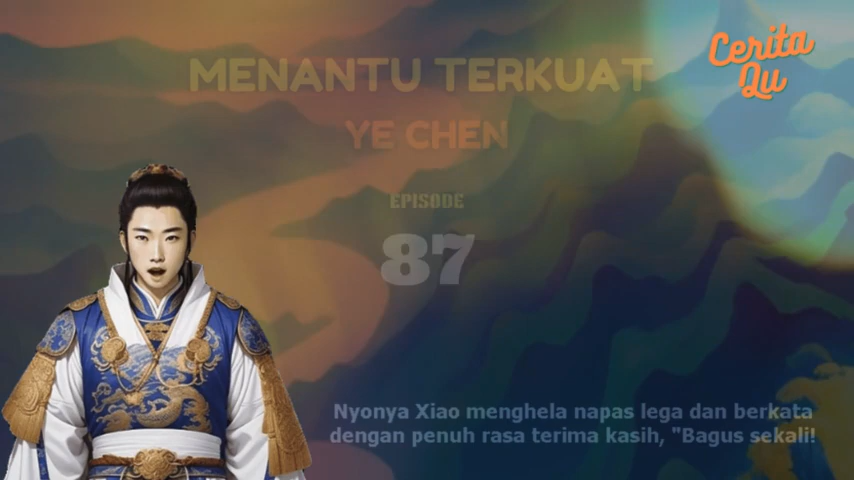 MENANTU TERKUAT
YE CHEN
Cerita
Qu
EPISODE
87
Nyonya Xiao menghela napas lega dan berkata
dengan penuh rasa terima kasih, "Bagus sekali!